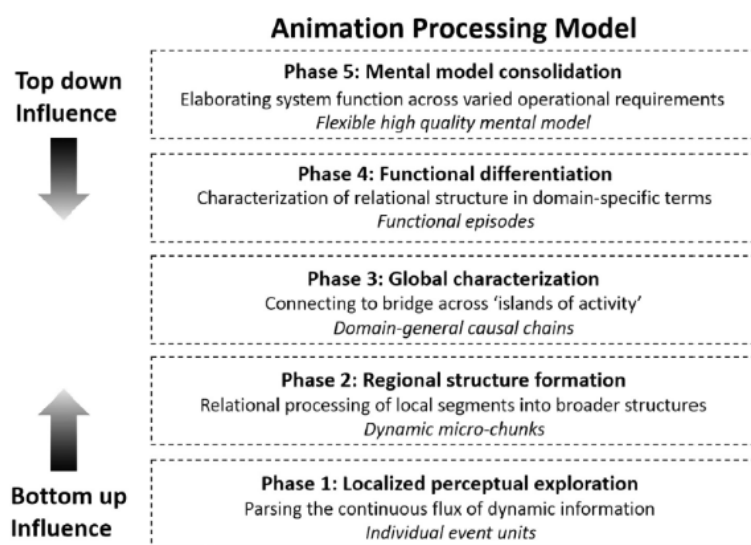 Animation Processing Model
Top down
Influence
Phase 5: Mental model consolidation
Elaborating system function across varied operational requirements
Flexible high quality mental model
Phase 4: Functional differentiation
Characterization of relational structure in domain-specific terms
Functional episodes
Phase 3: Global characterization
Connecting to bridge across ‘islands of activity’
Domain-general causal chains
Phase 2: Regional structure formation
Relational processing of local segments into broader structures
Dynamic micro-chunks
Bottom up
Influence
Phase 1: Localized perceptual exploration
Parsing the continuous flux of dynamic information
Individual event units